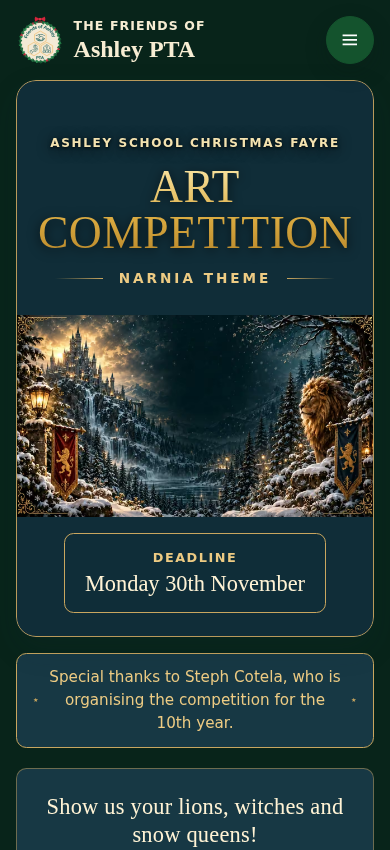 THE FRIENDS OF
Ashley PTA
ASHLEY SCHOOL CHRISTMAS FAYRE
ART
COMPETITION
NARNIA THEME
DEADLINE
Monday 30th November
Special thanks to Steph Cotela, who is
organising the competition for the
10th year.
Show us your lions, witches and
snow queens!